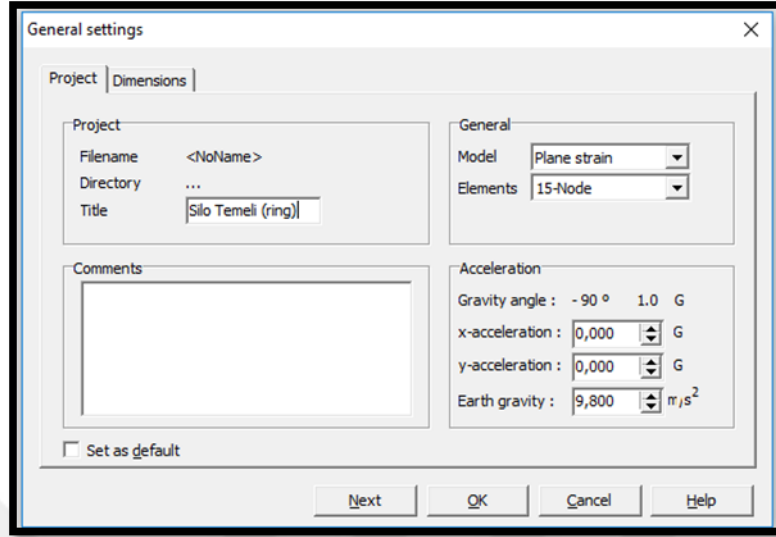 General settings
Project
Dimensions
Project
Filename <NoName>
Directory ...
Title Silo Temeli (ring)
General
Model Plane strain
Elements 15-Node
Comments
Acceleration
Gravity angle : - 90 º 1.0 G
x-acceleration : 0,000 G
y-acceleration : 0,000 G
Earth gravity : 9,800 m/s²
Set as default
Next
OK
Cancel
Help